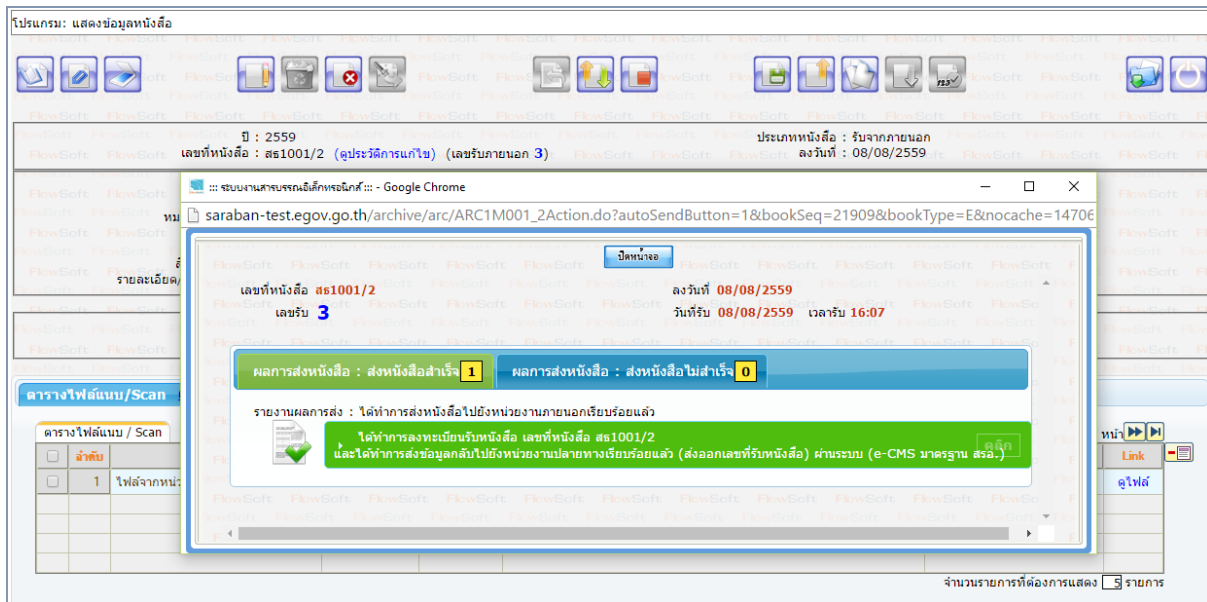 โปรแกรม: แสดงข้อมูลหนังสือ
ปี : 2559
ประเภทหนังสือ : รับจากภายนอก
เลขที่หนังสือ : สธ1001/2 (ดูประวัติการแก้ไข) (เลขรับภายนอก 3)
ลงวันที่ : 08/08/2559
::: ระบบงานสารบรรณอิเล็กทรอนิกส์ ::: - Google Chrome
saraban-test.egov.go.th/archive/arc/ARC1M001_2Action.do?autoSendButton=1&bookSeq=21909&bookType=E&nocache=14706
หม
รายละเอียด/
ปิดหน้าจอ
เลขที่หนังสือ สธ1001/2
ลงวันที่ 08/08/2559
เลขรับ 3
วันที่รับ 08/08/2559 เวลารับ 16:07
ผลการส่งหนังสือ : ส่งหนังสือสำเร็จ 1
ผลการส่งหนังสือ : ส่งหนังสือไม่สำเร็จ 0
รายงานผลการส่ง : ได้ทำการส่งหนังสือไปยังหน่วยงานภายนอกเรียบร้อยแล้ว
ได้ทำการลงทะเบียนรับหนังสือ เลขที่หนังสือ สธ1001/2
และได้ทำการส่งข้อมูลกลับไปยังหน่วยงานปลายทางเรียบร้อยแล้ว (ส่งออกเลขที่รับหนังสือ) ผ่านระบบ (e-CMS มาตรฐาน สรอ.)
คลิก
ตารางไฟล์แนบ/Scan
ตารางไฟล์แนบ / Scan
หน้า
ลำดับ
Link
1 ไฟล์จากหน่ว
ดูไฟล์
จำนวนรายการที่ต้องการแสดง 5 รายการ